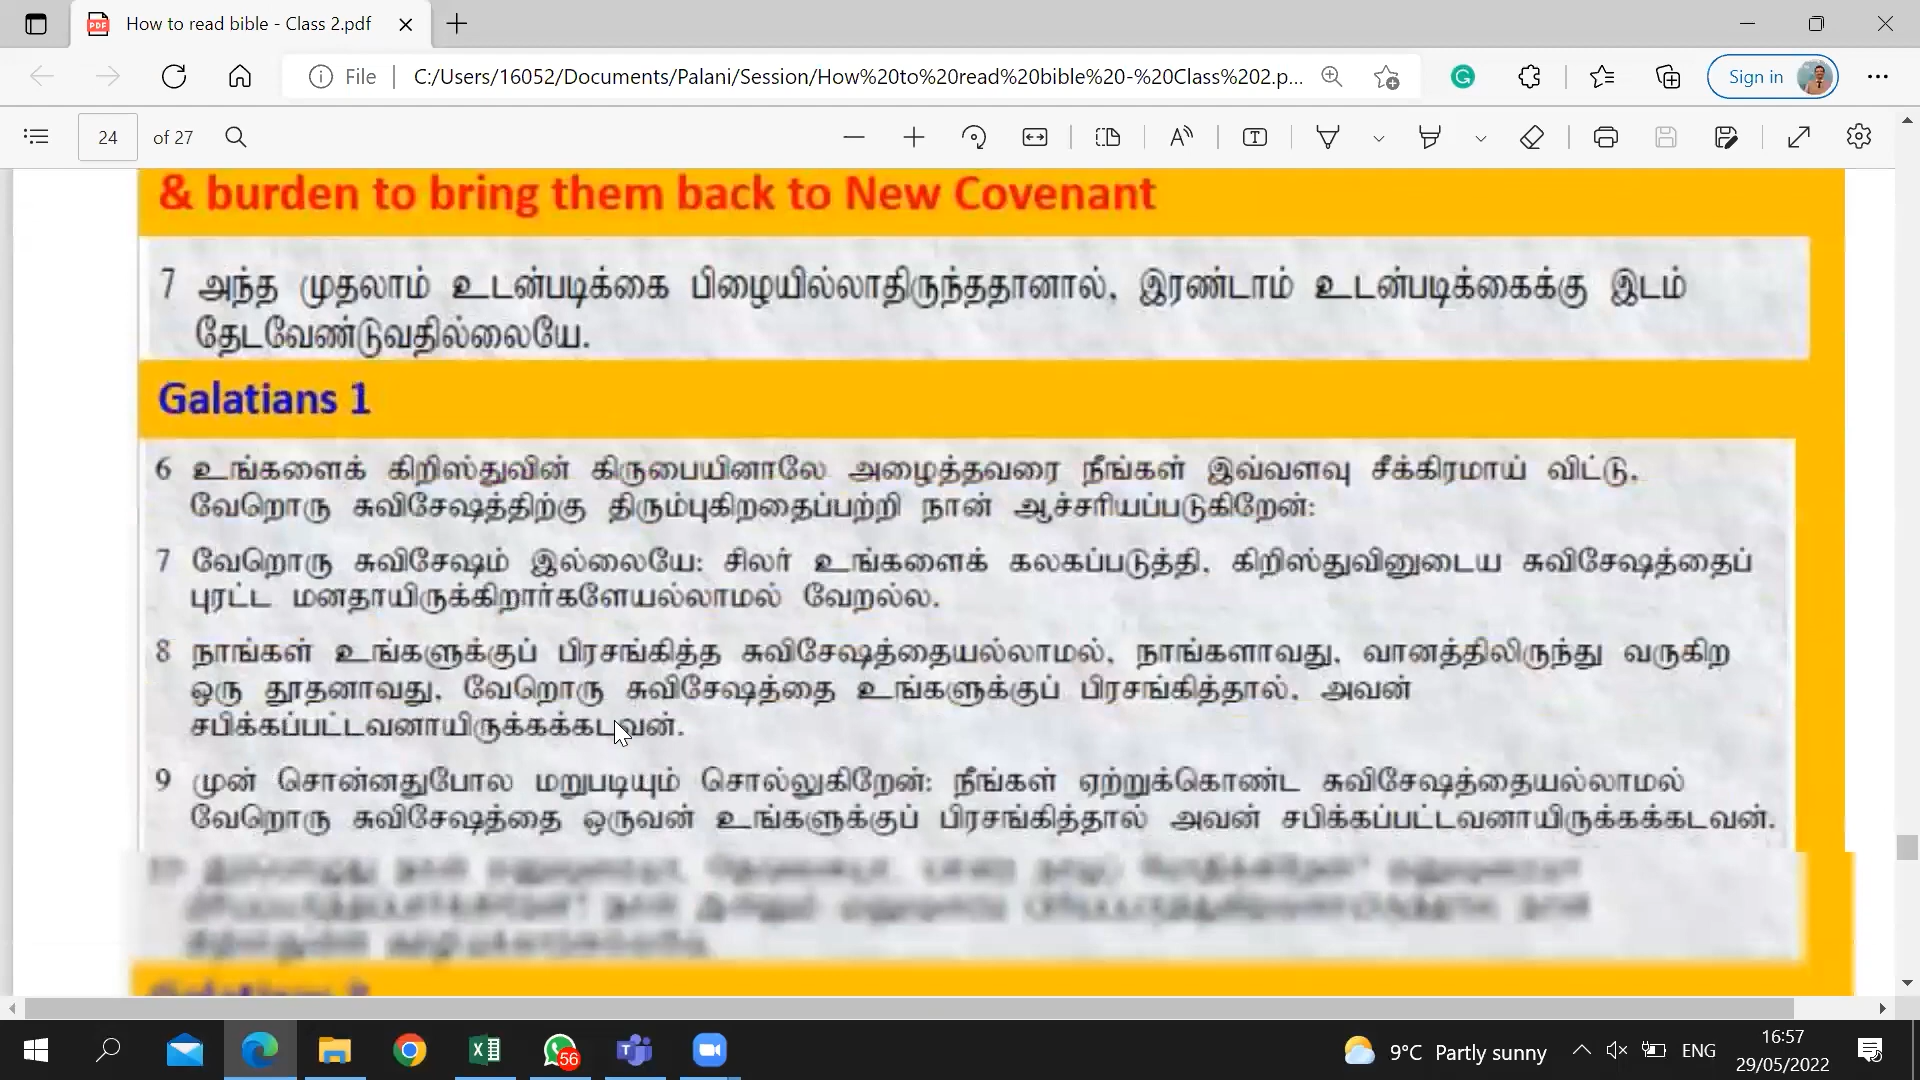 How to read bible - Class 2.pdf
File
C:/Users/16052/Documents/Palani/Session/How%20to%20read%20bible%20-%20Class%202.p...
Sign in
24 of 27
& burden to bring them back to New Covenant
7 அந்த முதலாம் உடன்படிக்கை பிழையில்லாதிருந்ததானால், இரண்டாம் உடன்படிக்கைக்கு இடம்
தேடவேண்டுவதில்லையே.
Galatians 1
6 உங்களைக் கிறிஸ்துவின் கிருபையினாலே அழைத்தவரை நீங்கள் இவ்வளவு சீக்கிரமாய் விட்டு,
வேறொரு சுவிசேஷத்திற்கு திரும்புகிறதைப்பற்றி நான் ஆச்சரியப்படுகிறேன்:
7 வேறொரு சுவிசேஷம் இல்லையே: சிலர் உங்களைக் கலகப்படுத்தி, கிறிஸ்துவினுடைய சுவிசேஷத்தைப்
புரட்ட மனதாயிருக்கிறார்களேயல்லாமல் வேறல்ல.
8 நாங்கள் உங்களுக்குப் பிரசங்கித்த சுவிசேஷத்தையல்லாமல், நாங்களாவது, வானத்திலிருந்து வருகிற
ஒரு தூதனாவது, வேறொரு சுவிசேஷத்தை உங்களுக்குப் பிரசங்கித்தால், அவன்
சபிக்கப்பட்டவனாயிருக்கக்கடவன்.
9 முன் சொன்னதுபோல மறுபடியும் சொல்லுகிறேன்: நீங்கள் ஏற்றுக்கொண்ட சுவிசேஷத்தையல்லாமல்
வேறொரு சுவிசேஷத்தை ஒருவன் உங்களுக்குப் பிரசங்கித்தால் அவன் சபிக்கப்பட்டவனாயிருக்கக்கடவன்.
56
9°C Partly sunny
ENG
16:57
29/05/2022